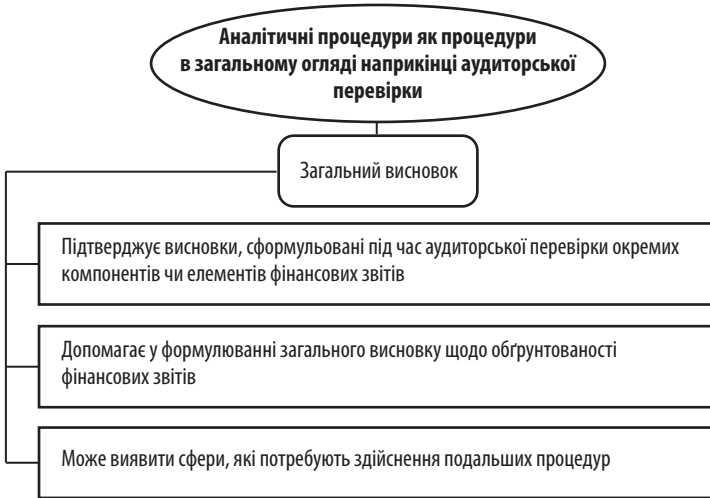 Аналітичні процедури як процедури
в загальному огляді наприкінці аудиторської
перевірки
Загальний висновок
Підтверджує висновки, сформульовані під час аудиторської перевірки окремих
компонентів чи елементів фінансових звітів
Допомагає у формулюванні загального висновку щодо обґрунтованості
фінансових звітів
Може виявити сфери, які потребують здійснення подальших процедур